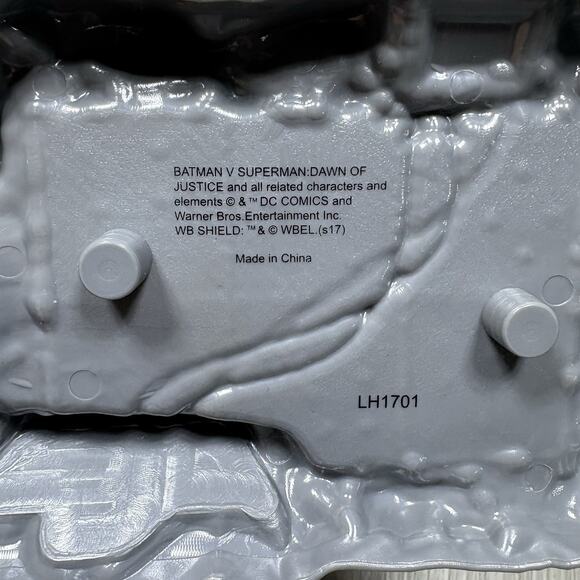 BATMAN V SUPERMAN:DAWN OF
JUSTICE and all related characters and
elements © & ™ DC COMICS and
Warner Bros.Entertainment Inc.
WB SHIELD: ™& © WBEL.(s17)
Made in China
LH1701